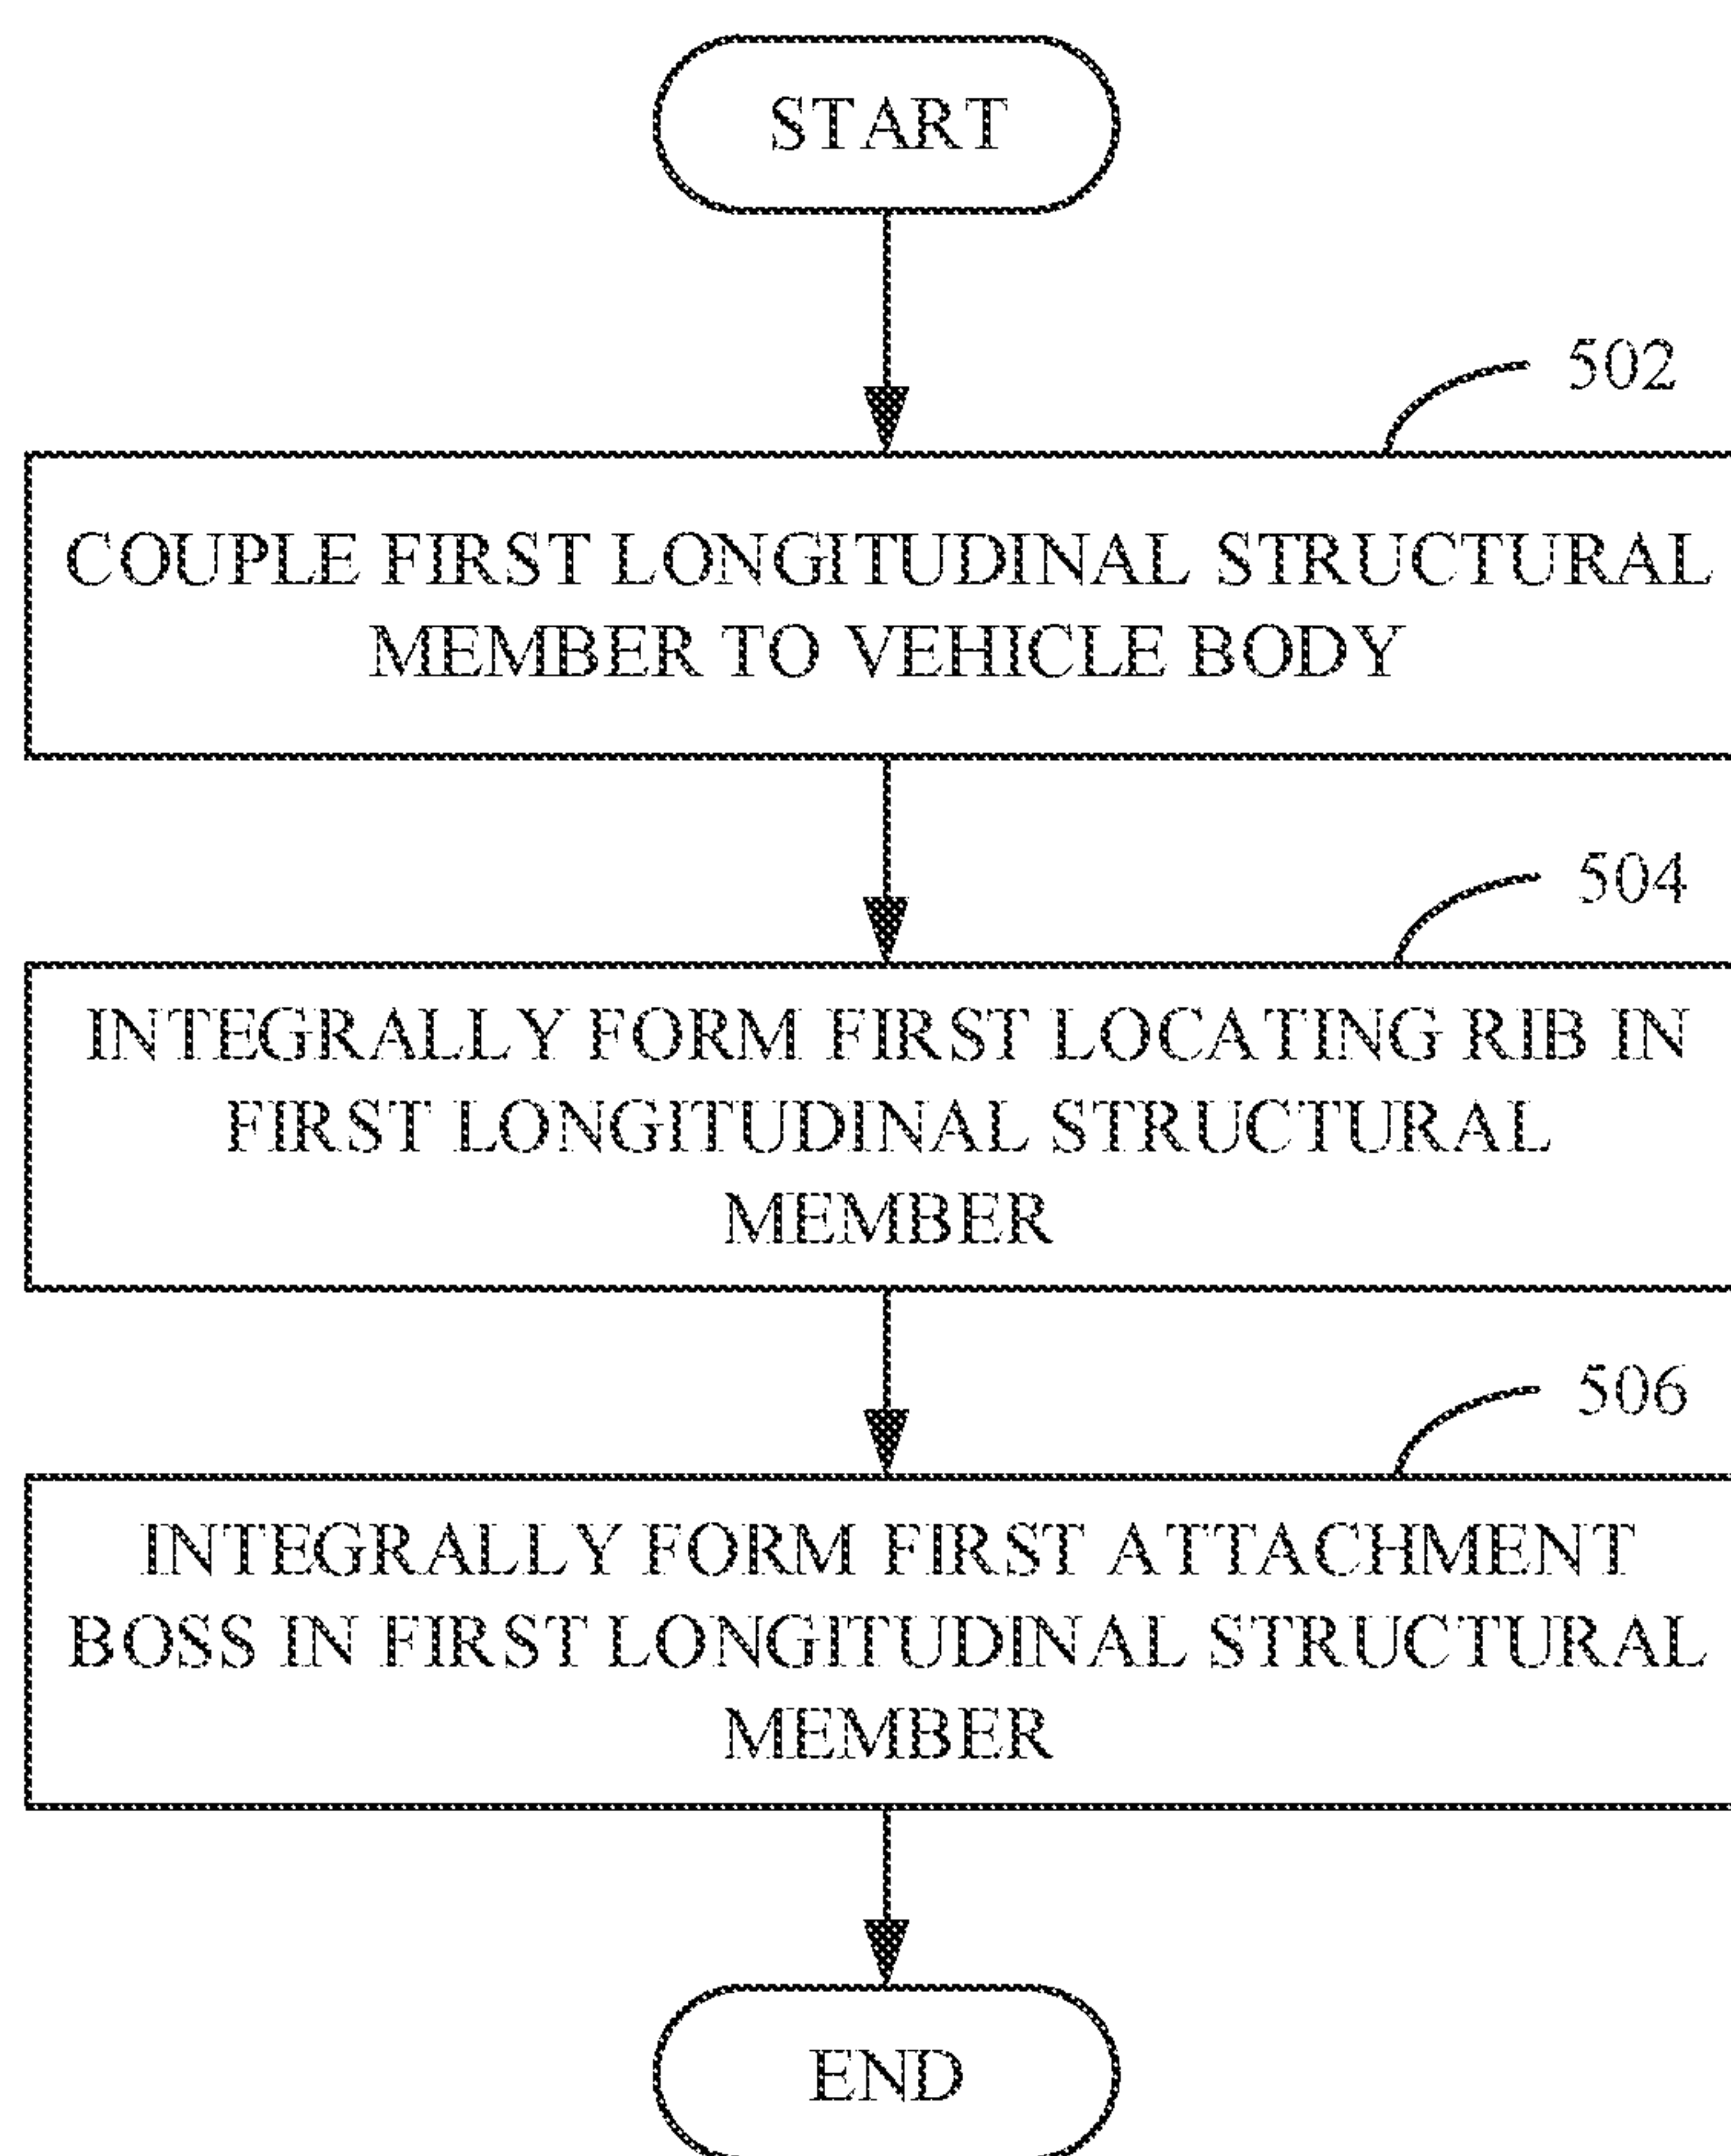 START
502
COUPLE FIRST LONGITUDINAL STRUCTURAL
MEMBER TO VEHICLE BODY
504
INTEGRALLY FORM FIRST LOCATING RIB IN
FIRST LONGITUDINAL STRUCTURAL
MEMBER
506
INTEGRALLY FORM FIRST ATTACHMENT
BOSS IN FIRST LONGITUDINAL STRUCTURAL
MEMBER
END